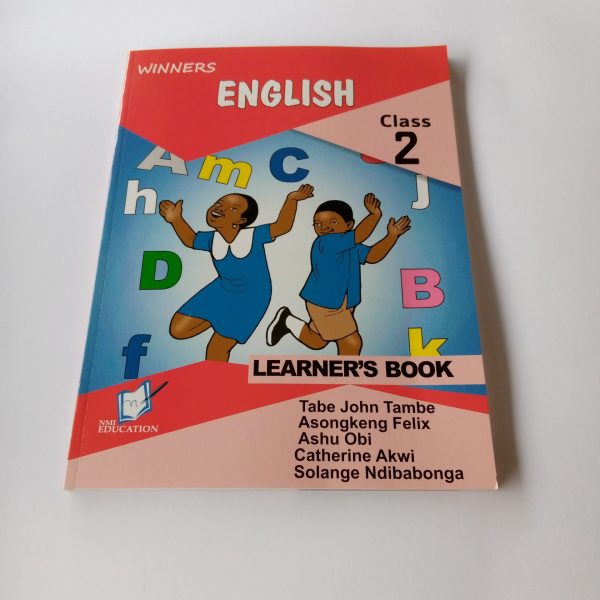 WINNERS
ENGLISH
Class
2
A m C
h J
D
B
f k
LEARNER'S BOOK
NMI
EDUCATION
Tabe John Tambe
Asongkeng Felix
Ashu Obi
Catherine Akwi
Solange Ndibabonga